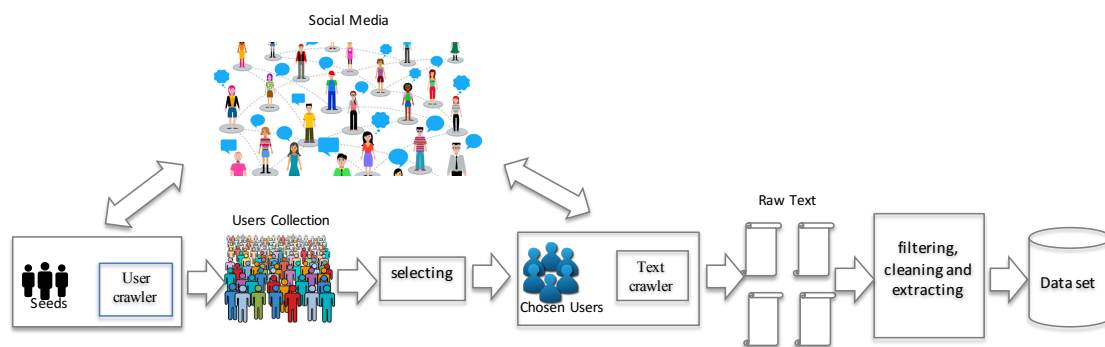 Social Media
Users Collection
Raw Text
Seeds
User
crawler
selecting
Chosen Users
Text
crawler
filtering,
cleaning and
extracting
Data set